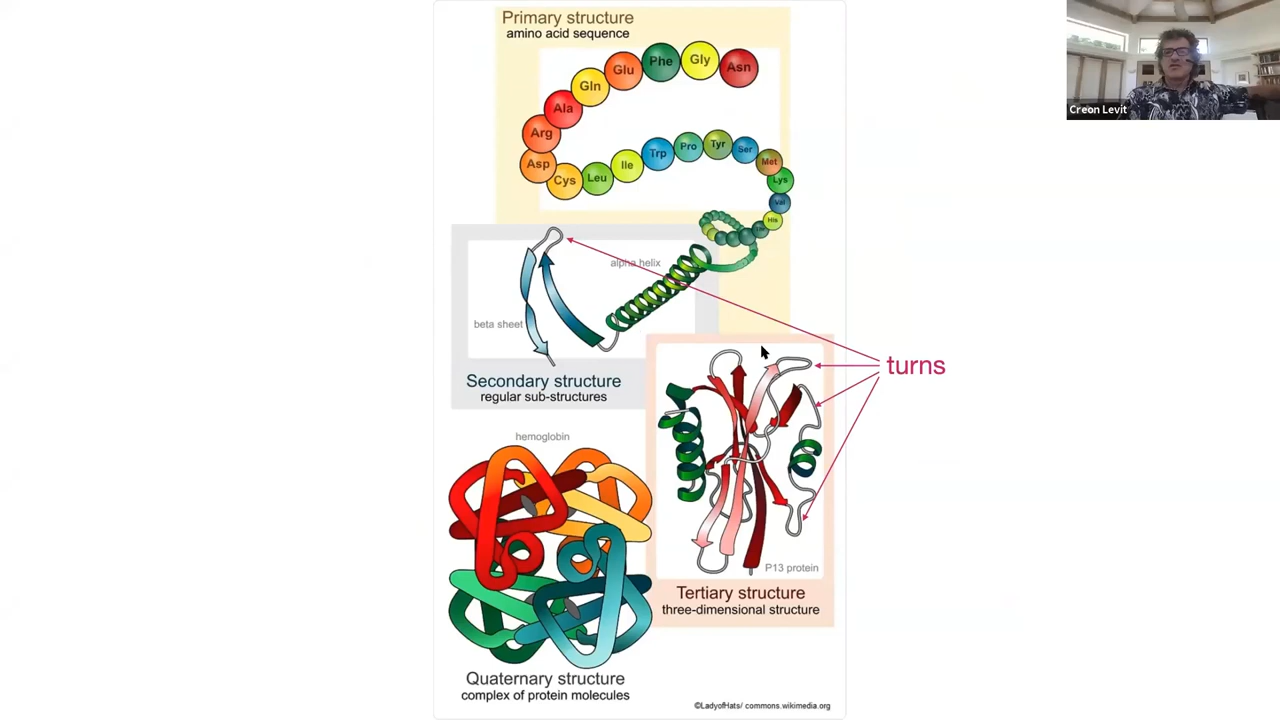 Primary structure
amino acid sequence
Asn
Gly
Phe
Glu
Gln
Ala
Arg
Asp
Cys
Leu
Ile
Trp
Pro
Tyr
Ser
Met
Lys
Val
His
alpha helix
beta sheet
Secondary structure
regular sub-structures
turns
P13 protein
Tertiary structure
three-dimensional structure
hemoglobin
Quaternary structure
complex of protein molecules
©LadyofHats/ commons.wikimedia.org
Creon Levit